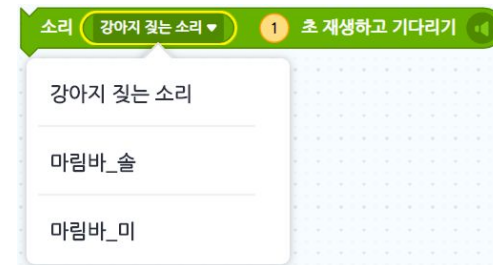 소리 강아지 짖는 소리 ▼ 1 초 재생하고 기다리기
강아지 짖는 소리
마림바_솔
마림바_미